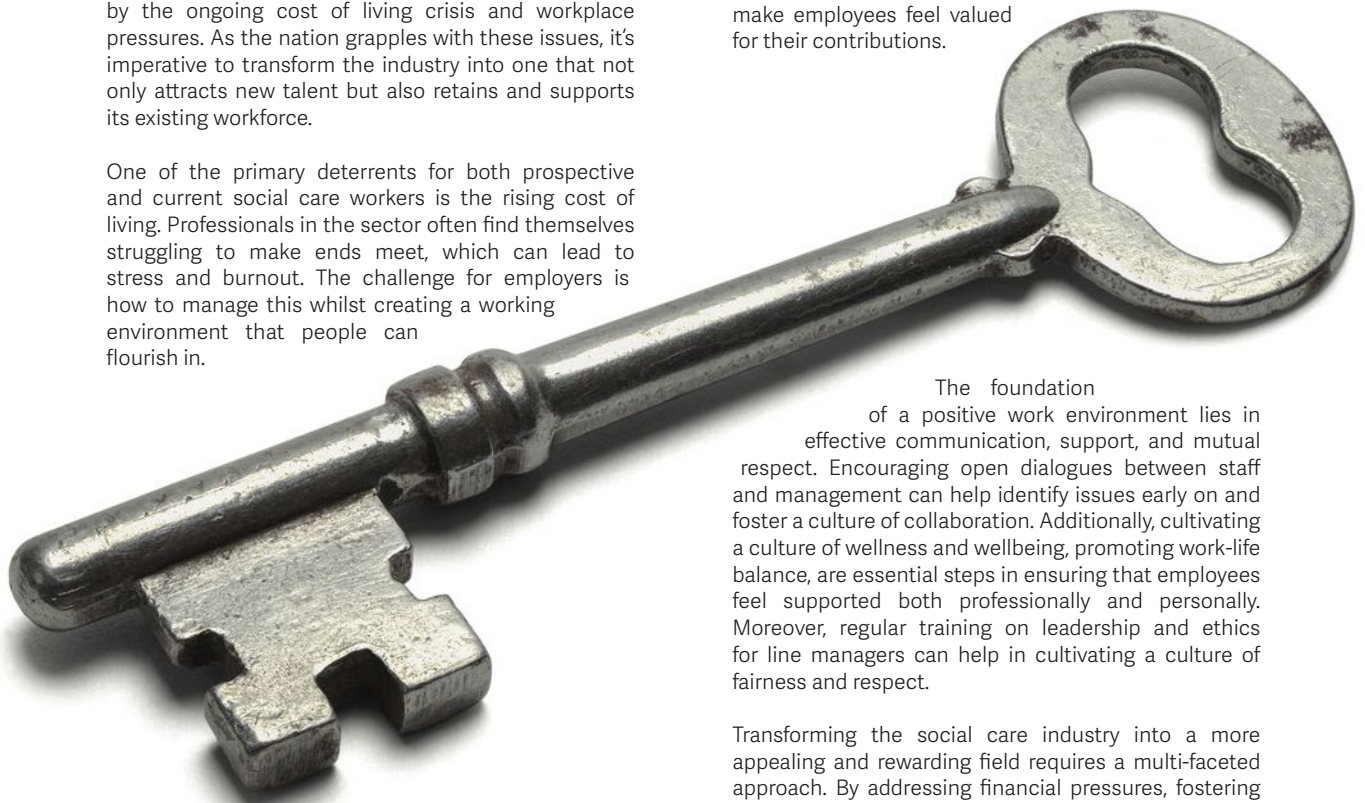 by the ongoing cost of living crisis and workplace
pressures. As the nation grapples with these issues, it's
imperative to transform the industry into one that not
only attracts new talent but also retains and supports
its existing workforce.
One of the primary deterrents for both prospective
and current social care workers is the rising cost of
living. Professionals in the sector often find themselves
struggling to make ends meet, which can lead to
stress and burnout. The challenge for employers is
how to manage this whilst creating a working
environment that people can
flourish in.
make employees feel valued
for their contributions.
The foundation
of a positive work environment lies in
effective communication, support, and mutual
respect. Encouraging open dialogues between staff
and management can help identify issues early on and
foster a culture of collaboration. Additionally, cultivating
a culture of wellness and wellbeing, promoting work-life
balance, are essential steps in ensuring that employees
feel supported both professionally and personally.
Moreover, regular training on leadership and ethics
for line managers can help in cultivating a culture of
fairness and respect.
Transforming the social care industry into a more
appealing and rewarding field requires a multi-faceted
approach. By addressing financial pressures, fostering